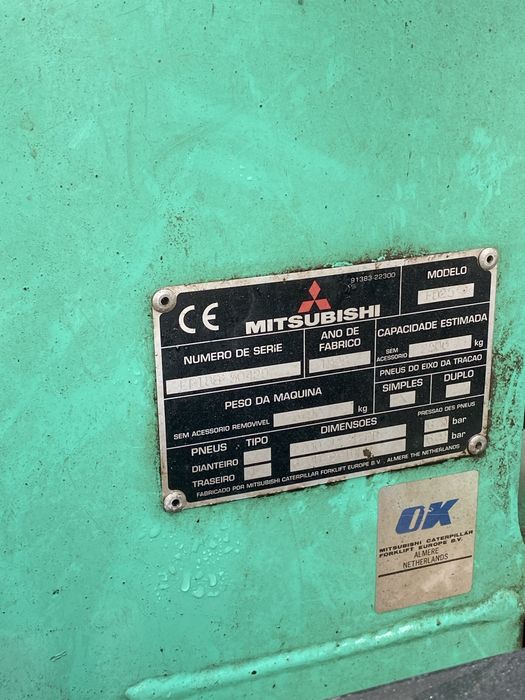 91383-22300
CE
MITSUBISHI
MODELO
NUMERO DE SERIE
ANO DE
FABRICO
CAPACIDADE ESTIMADA
SEM
ACESSORIO
kg
PNEUS DO EIXO DA TRACAO
SIMPLES
DUPLO
PESO DA MAQUINA
SEM ACESSORIO REMOVIVEL
kg
PNEUS TIPO DIMENSOES
PRESSAO DES PNEUS
DIANTEIRO
bar
TRASEIRO
bar
FABRICADO POR MITSUBISHI CATERPILLAR FORKLIFT EUROPE B.V. ALMERE THE NETHERLANDS
OK
MITSUBISHI CATERPILLAR
FORKLIFT EUROPE B.V.
ALMERE
NETHERLANDS